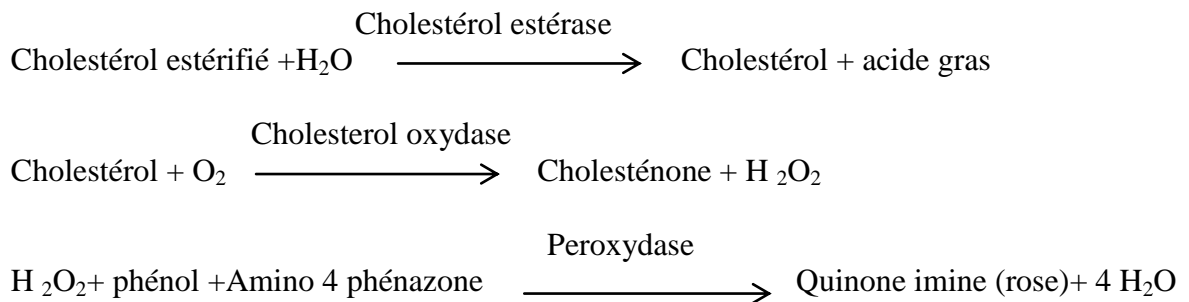 Cholestérol estérase
Cholestérol estérifié +H₂O ⟶ Cholestérol + acide gras
Cholesterol oxydase
Cholestérol + O₂ ⟶ Cholesténone + H ₂O₂
Peroxydase
H ₂O₂+ phénol +Amino 4 phénazone ⟶ Quinone imine (rose)+ 4 H₂O